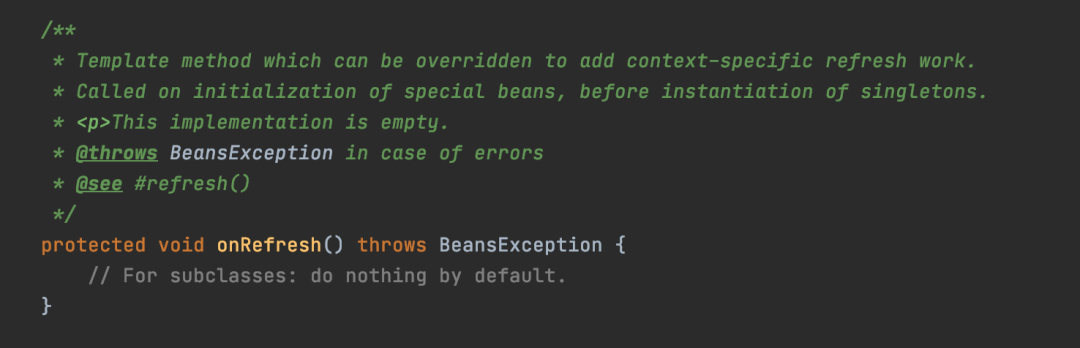 /**
* Template method which can be overridden to add context-specific refresh work.
* Called on initialization of special beans, before instantiation of singletons.
* <p>This implementation is empty.
* @throws BeansException in case of errors
* @see #refresh()
*/
protected void onRefresh() throws BeansException {
// For subclasses: do nothing by default.
}